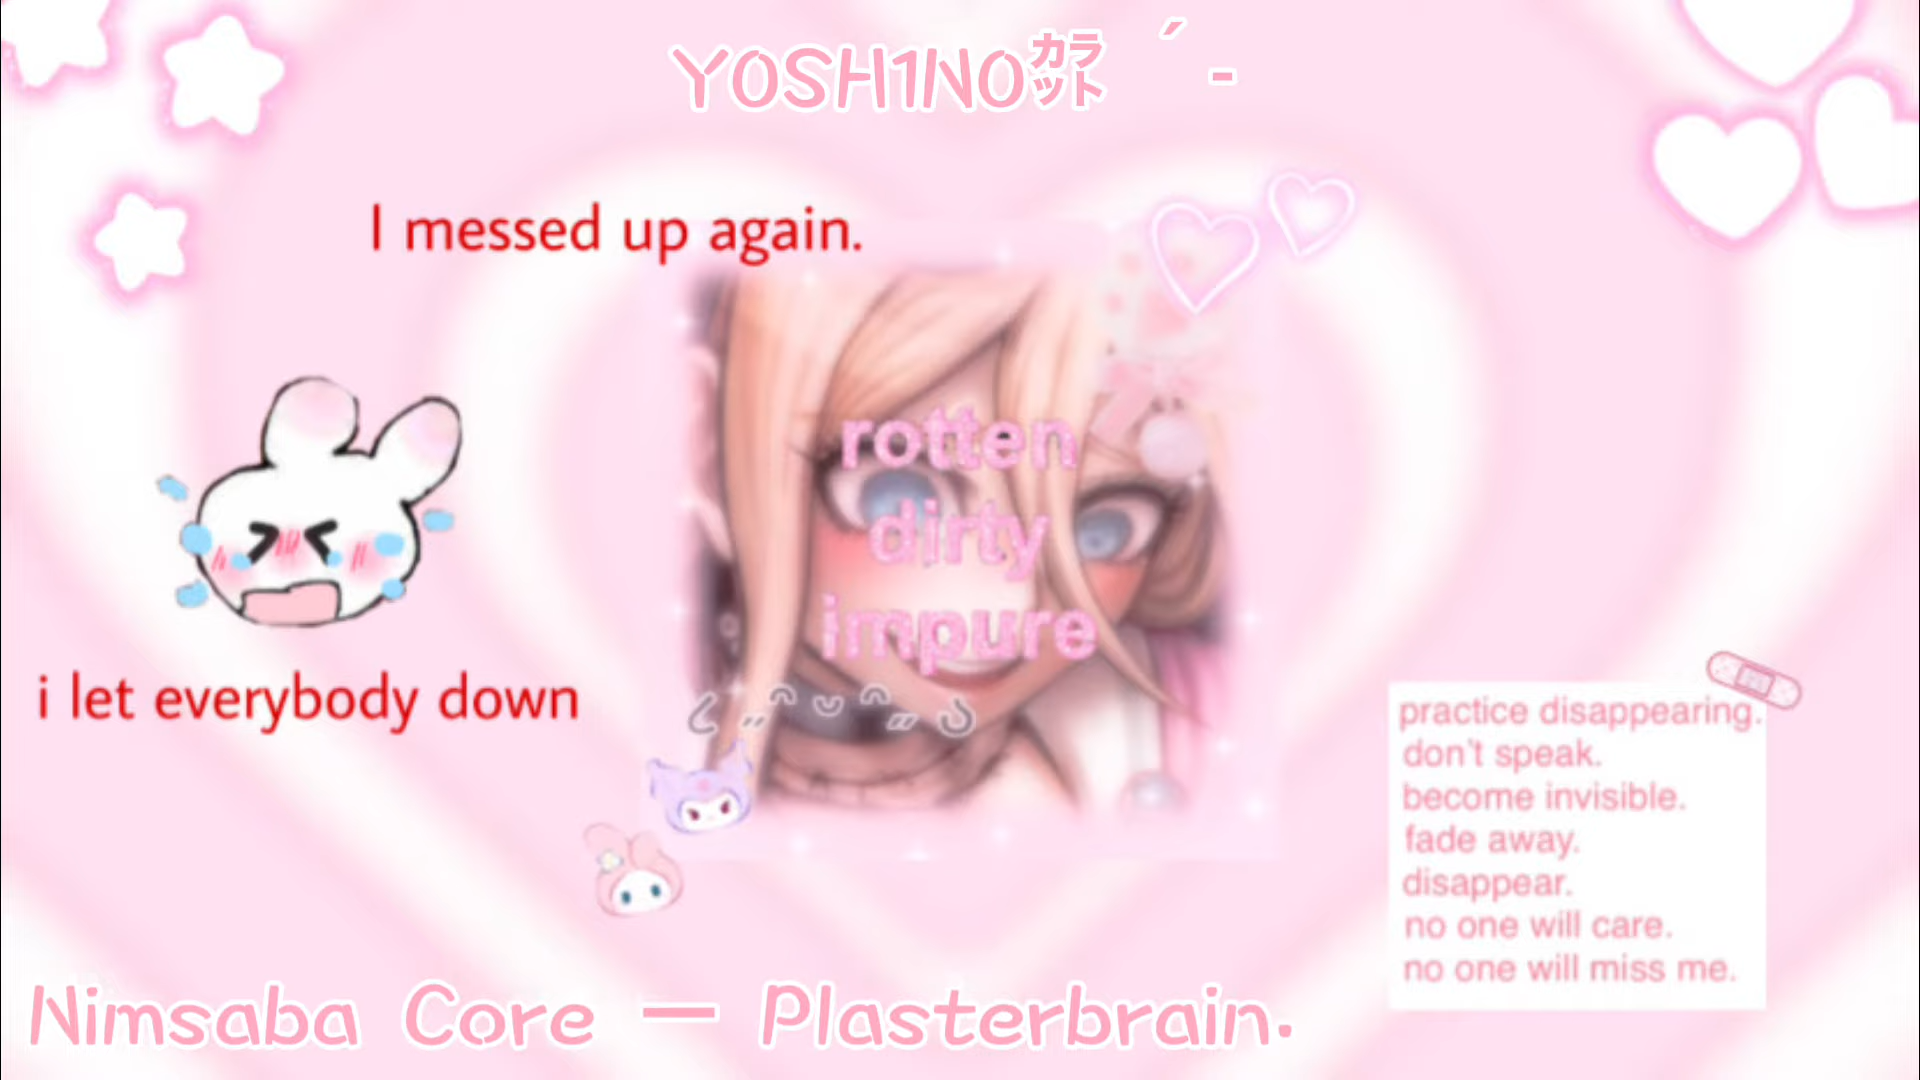 YOSH1NO㌌ ´ -
I messed up again.
rotten
dirty
impure
i let everybody down
practice disappearing.
don't speak.
become invisible.
fade away.
disappear.
no one will care.
no one will miss me.
Nimsaba Core — Plasterbrain.